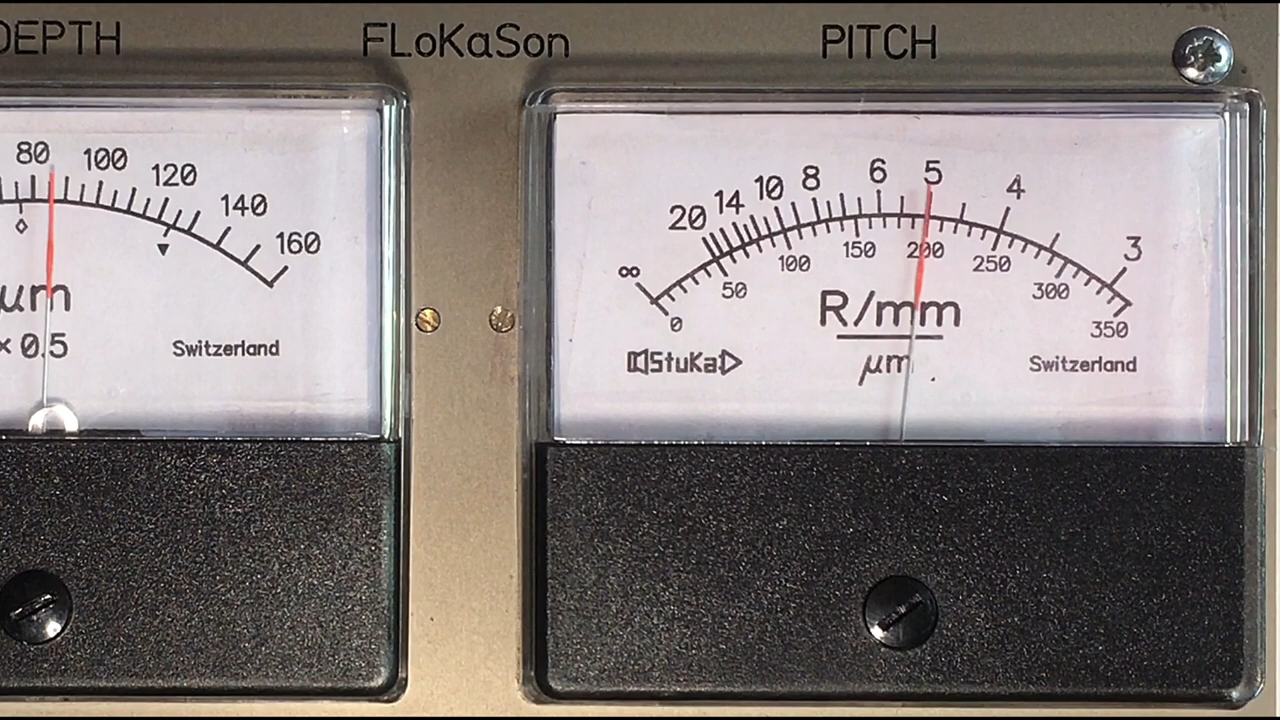 DEPTH
FLoKaSon
PITCH
80 100 120 140 160
µm
× 0.5
Switzerland
∞ 20 14 10 8 6 5 4 3
0 50 100 150 200 250 300 350
R/mm
µm
StuKa
Switzerland